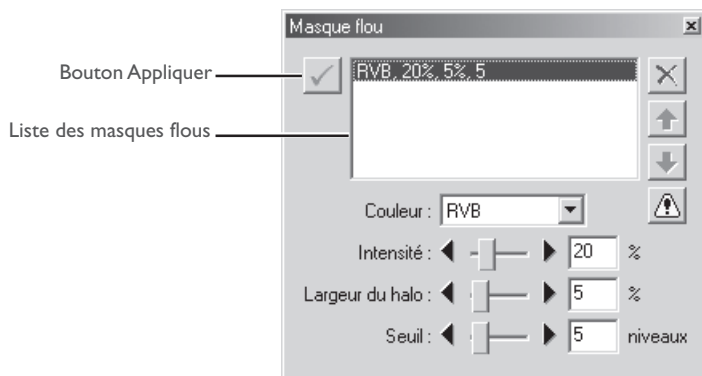 Masque flou
Bouton Appliquer
RVB, 20%, 5%, 5
Liste des masques flous
Couleur : RVB
Intensité : 20 %
Largeur du halo : 5 %
Seuil : 5 niveaux